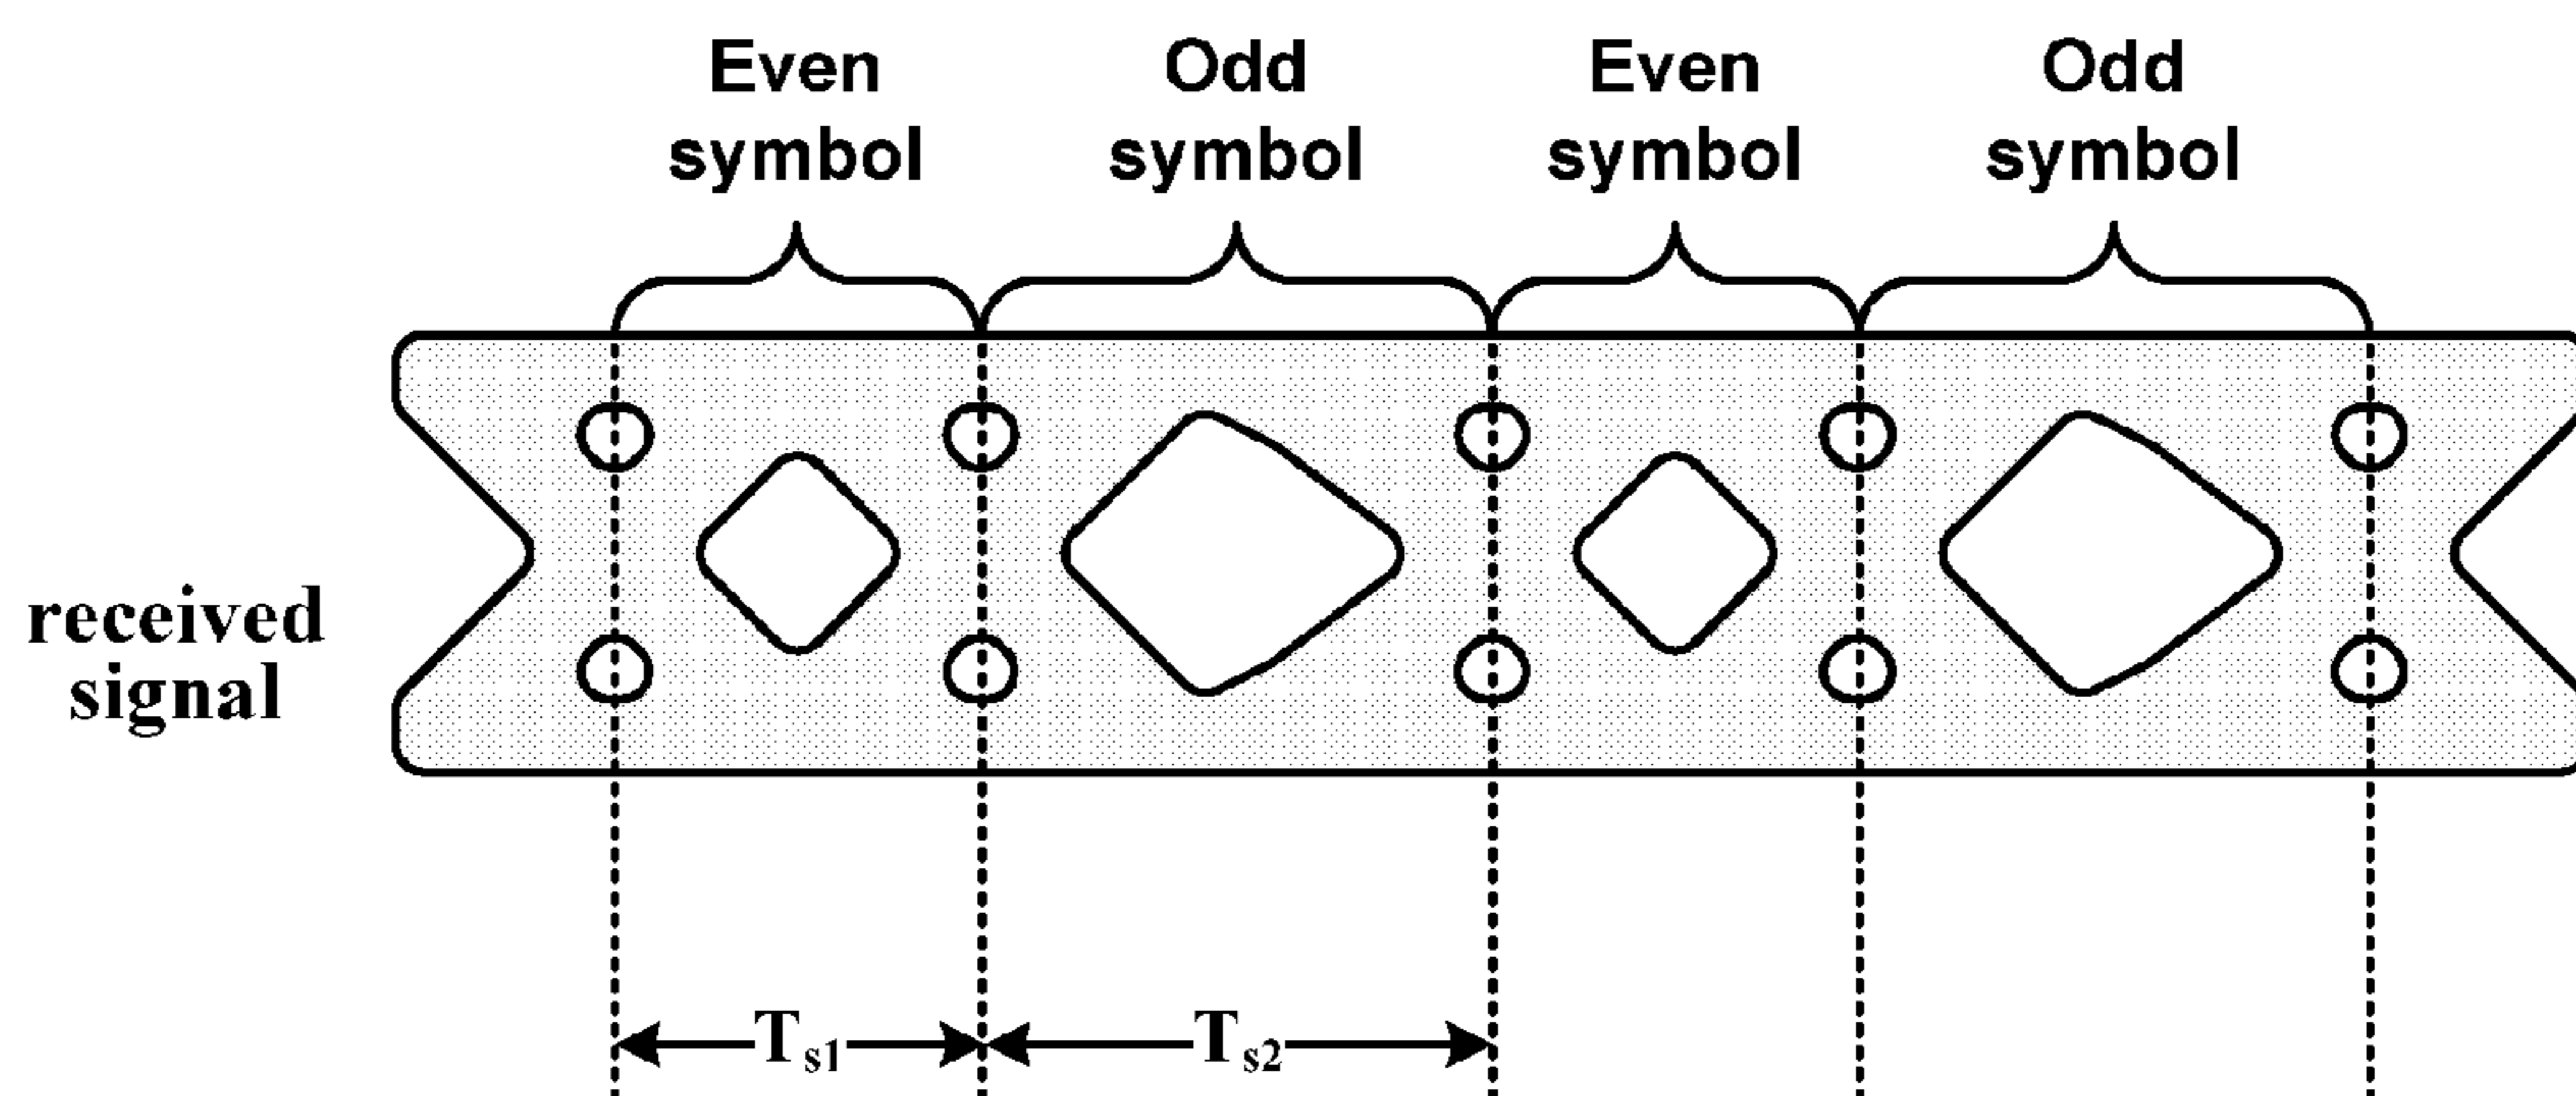 Even
symbol
Odd
symbol
Even
symbol
Odd
symbol
received
signal
Ts1
Ts2